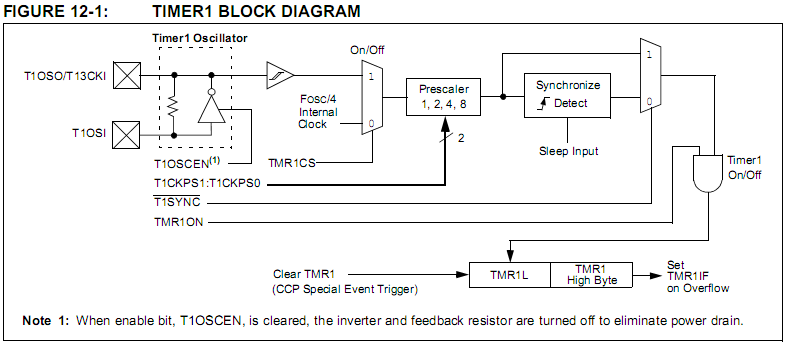 FIGURE 12-1: TIMER1 BLOCK DIAGRAM
Timer1 Oscillator
On/Off
T1OSO/T13CKI
1
Prescaler
1, 2, 4, 8
Synchronize
Detect
1
0
Fosc/4
Internal
Clock
0
T1OSI
2
Sleep Input
T1OSCEN(1)
TMR1CS
Timer1
On/Off
T1CKPS1:T1CKPS0
T1SYNC
TMR1ON
Clear TMR1
(CCP Special Event Trigger)
TMR1L
TMR1
High Byte
Set
TMR1IF
on Overflow
Note 1: When enable bit, T1OSCEN, is cleared, the inverter and feedback resistor are turned off to eliminate power drain.